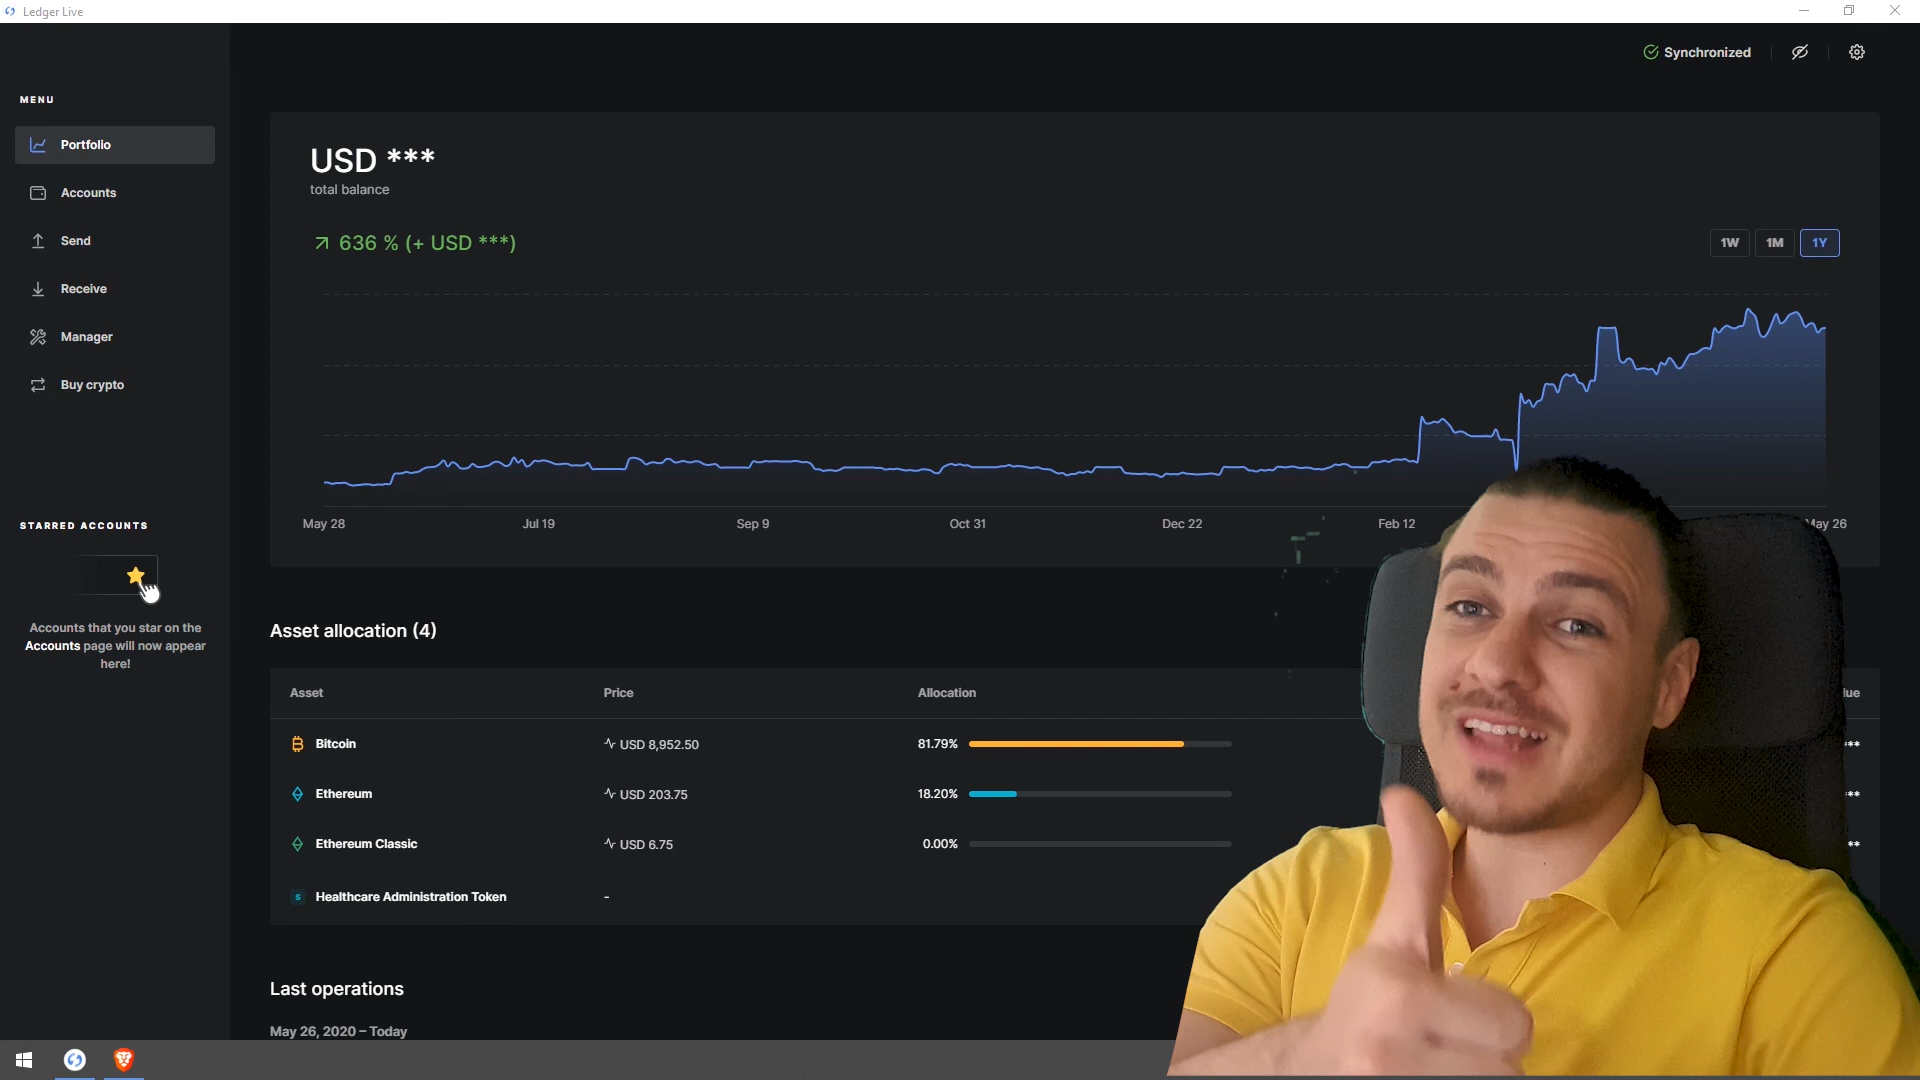 Ledger Live
Synchronized
MENU
Portfolio
Accounts
Send
Receive
Manager
Buy crypto
STARRED ACCOUNTS
Accounts that you star on the
Accounts page will now appear
here!
USD ***
total balance
636 % (+ USD ***)
1W 1M 1Y
May 28 Jul 19 Sep 9 Oct 31 Dec 22 Feb 12 May 26
Asset allocation (4)
Asset Price Allocation
Bitcoin USD 8,952.50 81.79% **
Ethereum USD 203.75 18.20% **
Ethereum Classic USD 6.75 0.00% **
S Healthcare Administration Token -
Last operations
May 26, 2020 – Today